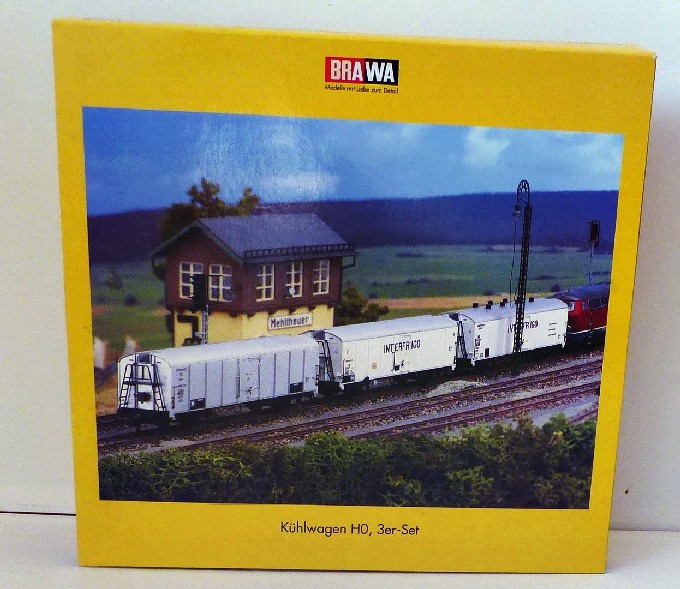 BRAWA
Modelle mit Liebe zum Detail
Mehltheuer
INTERFRIGO
INTERFRIGO
Kühlwagen H0, 3er-Set